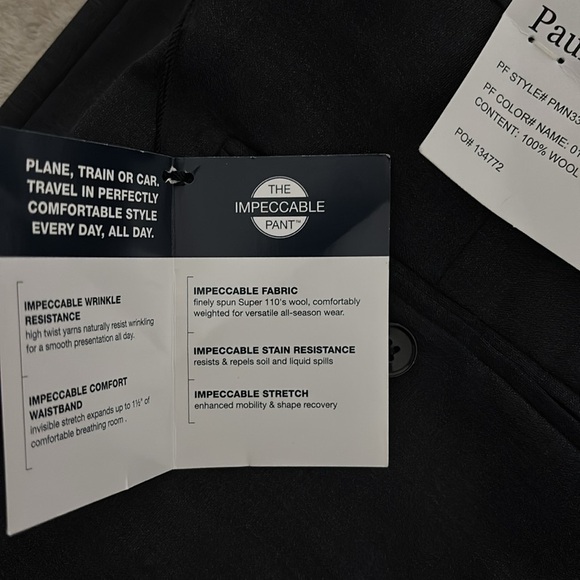 PLANE, TRAIN OR CAR.
TRAVEL IN PERFECTLY
COMFORTABLE STYLE
EVERY DAY, ALL DAY.
IMPECCABLE WRINKLE
RESISTANCE
high twist yarns naturally resist wrinkling
for a smooth presentation all day.
IMPECCABLE COMFORT
WAISTBAND
invisible stretch expands up to 1½" of
comfortable breathing room .
THE
IMPECCABLE
PANT™
IMPECCABLE FABRIC
finely spun Super 110's wool, comfortably
weighted for versatile all-season wear.
IMPECCABLE STAIN RESISTANCE
resists & repels soil and liquid spills
IMPECCABLE STRETCH
enhanced mobility & shape recovery
Pau
PF STYLE# PMN33
PF COLOR# NAME: 01
CONTENT: 100% WOOL
PO# 134772